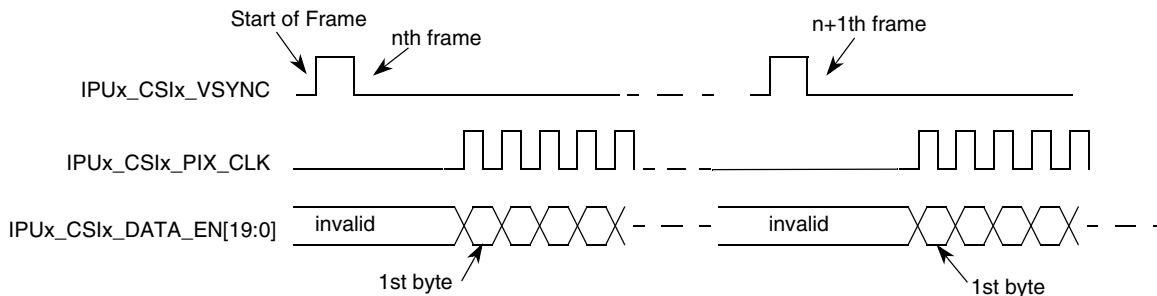 Start of Frame
nth frame
n+1th frame
IPUx_CSIx_VSYNC
IPUx_CSIx_PIX_CLK
IPUx_CSIx_DATA_EN[19:0]
invalid
invalid
1st byte
1st byte